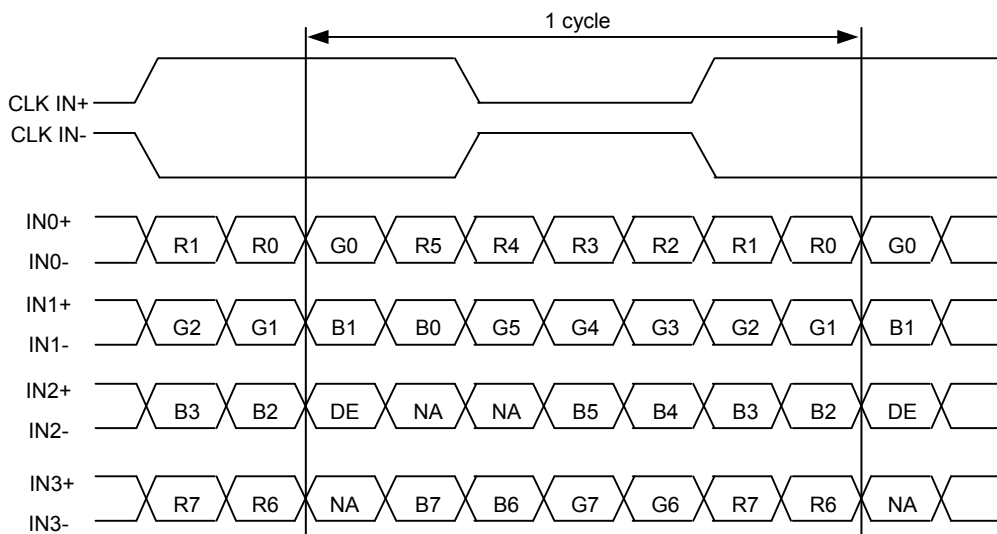 1 cycle
CLK IN+
CLK IN-
IN0+
R1 R0 G0 R5 R4 R3 R2 R1 R0 G0
IN0-
IN1+
G2 G1 B1 B0 G5 G4 G3 G2 G1 B1
IN1-
IN2+
B3 B2 DE NA NA B5 B4 B3 B2 DE
IN2-
IN3+
R7 R6 NA B7 B6 G7 G6 R7 R6 NA
IN3-